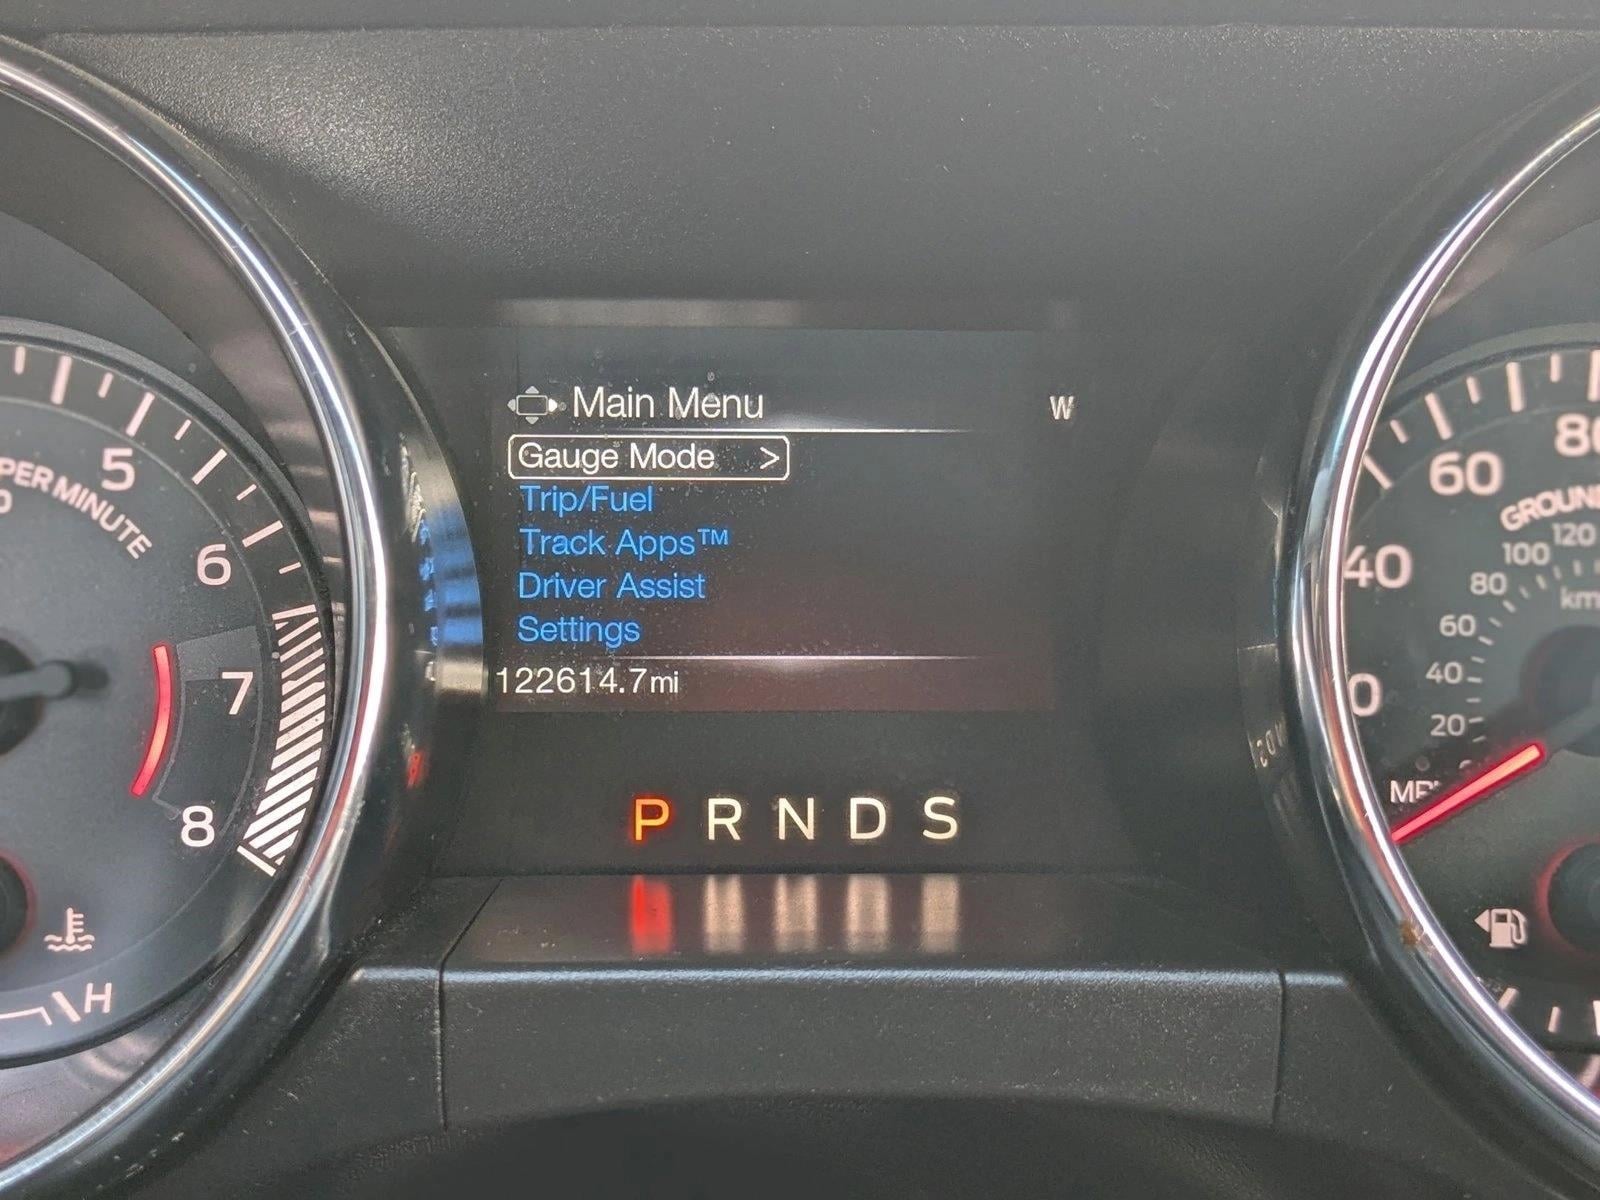 Main Menu
W
Gauge Mode >
Trip/Fuel
Track Apps™
Driver Assist
Settings
122614.7mi
P R N D S
PER MINUTE
5
6
7
8
H
80
60
40
GROUND
120
100
80
60
40
20
km